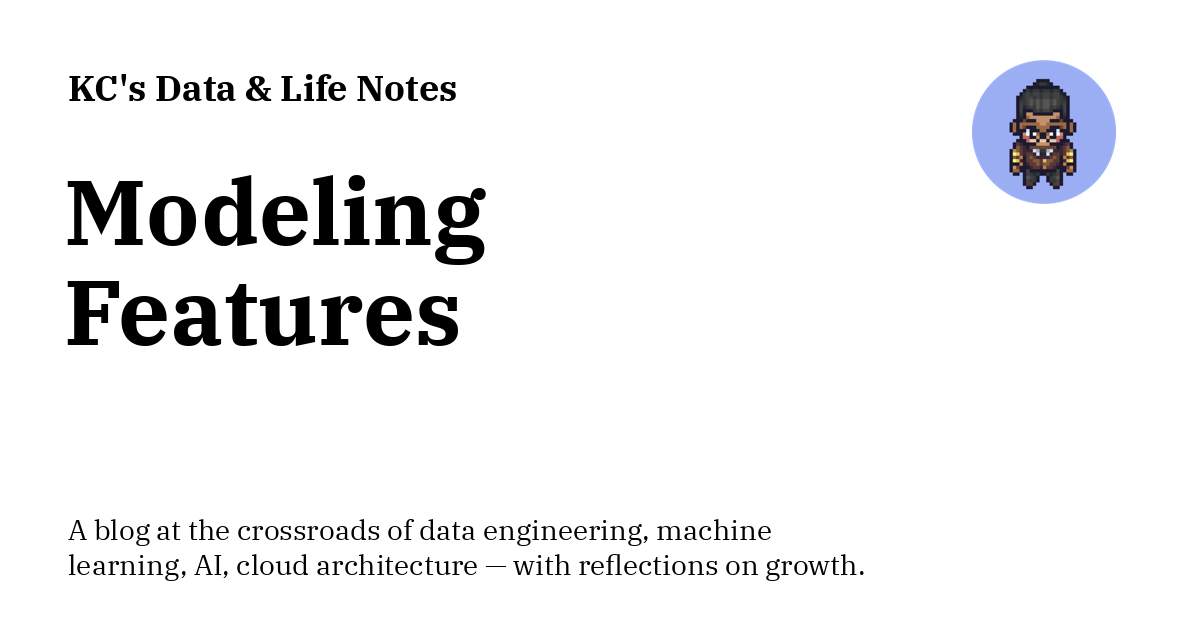 KC's Data & Life Notes
Modeling
Features
A blog at the crossroads of data engineering, machine
learning, AI, cloud architecture — with reflections on growth.